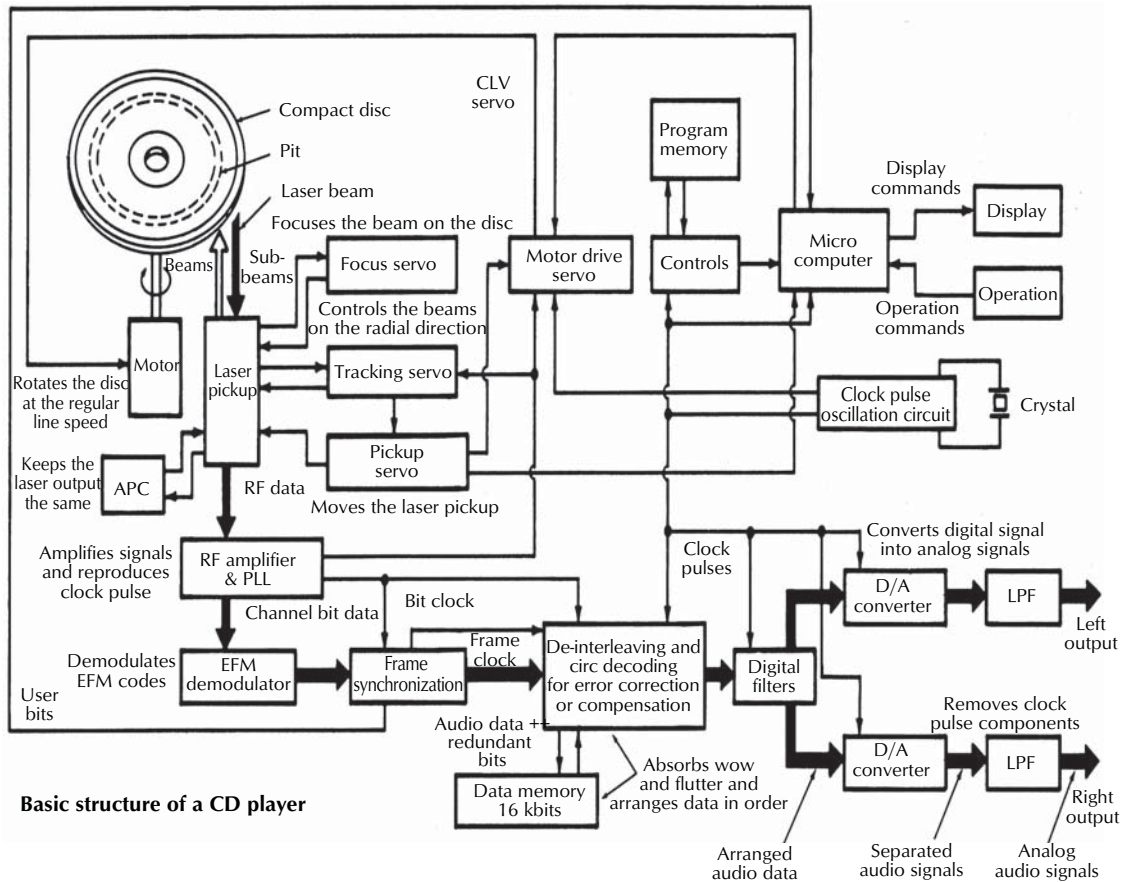 CLV
servo
Compact disc
Pit
Laser beam
Focuses the beam on the disc
Beams
Sub-
beams
Focus servo
Motor drive
servo
Program
memory
Controls
Micro
computer
Display
commands
Display
Operation
Operation
commands
Controls the beams
on the radial direction
Motor
Laser
pickup
Tracking servo
Rotates the disc
at the regular
line speed
Clock pulse
oscillation circuit
Crystal
Pickup
servo
Keeps the
laser output
the same
APC
RF data
Moves the laser pickup
Amplifies signals
and reproduces
clock pulse
RF amplifier
& PLL
Clock
pulses
Converts digital signal
into analog signals
D/A
converter
LPF
Left
output
Channel bit data
Bit clock
Demodulates
EFM codes
EFM
demodulator
Frame
synchronization
Frame
clock
De-interleaving and
circ decoding
for error correction
or compensation
Digital
filters
User
bits
Audio data ++
redundant
bits
Removes clock
pulse components
D/A
converter
LPF
Right
output
Absorbs wow
and flutter and
arranges data in order
Data memory
16 kbits
Basic structure of a CD player
Arranged
audio data
Separated
audio signals
Analog
audio signals